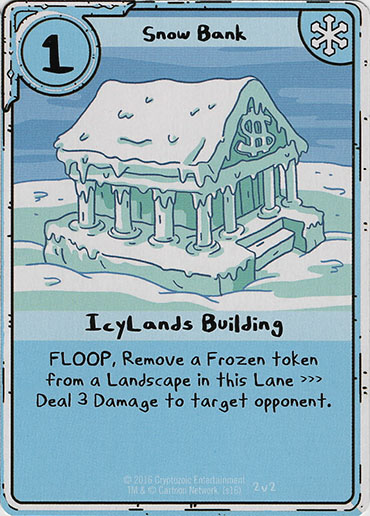 1
Snow Bank
$
IcyLands Building
FLOOP, Remove a Frozen token
from a Landscape in this Lane >>>
Deal 3 Damage to target opponent.
© 2016 Cryptozoic Entertainment
TM & © Cartoon Network. (s16)
2v2